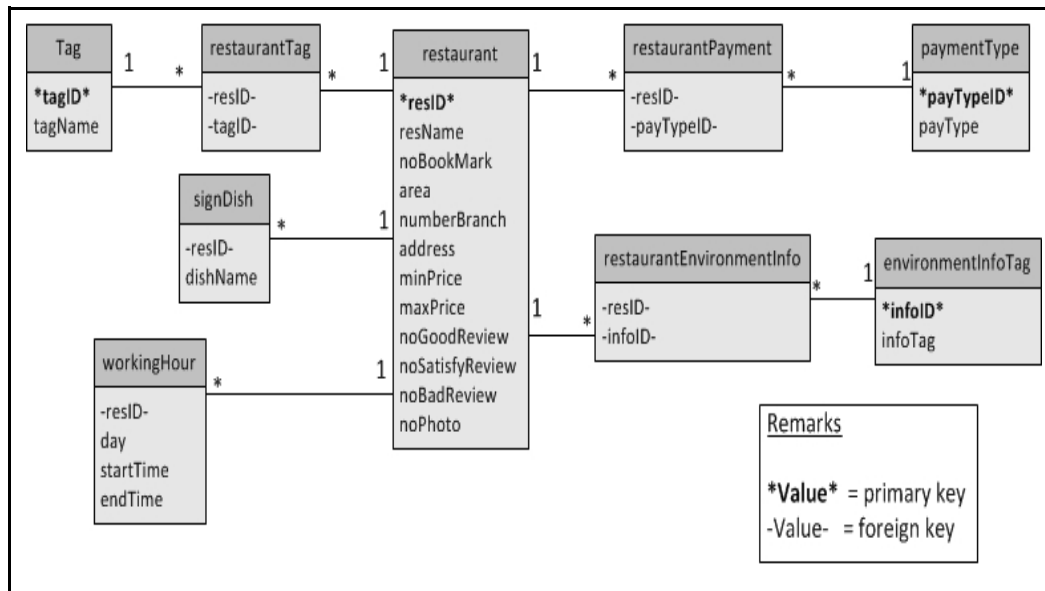 Tag
*tagID*
tagName
1
*
restaurantTag
-resID-
-tagID-
*
1
restaurant
*resID*
resName
noBookMark
area
numberBranch
address
minPrice
maxPrice
noGoodReview
noSatisfyReview
noBadReview
noPhoto
1
*
restaurantPayment
-resID-
-payTypeID-
*
1
paymentType
*payTypeID*
payType
signDish
-resID-
dishName
*
1
restaurantEnvironmentInfo
-resID-
-infoID-
1
*
*
1
environmentInfoTag
*infoID*
infoTag
workingHour
-resID-
day
startTime
endTime
*
1
Remarks
*Value* = primary key
-Value- = foreign key